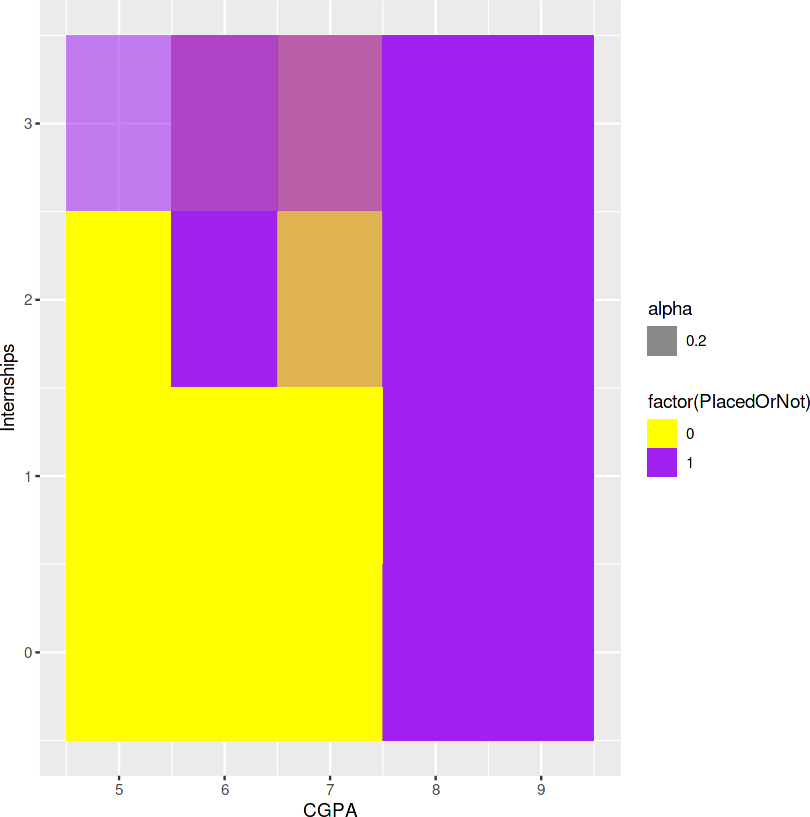 3
2
1
0
Internships
5 6 7 8 9
CGPA
alpha
0.2
factor(PlacedOrNot)
0
1